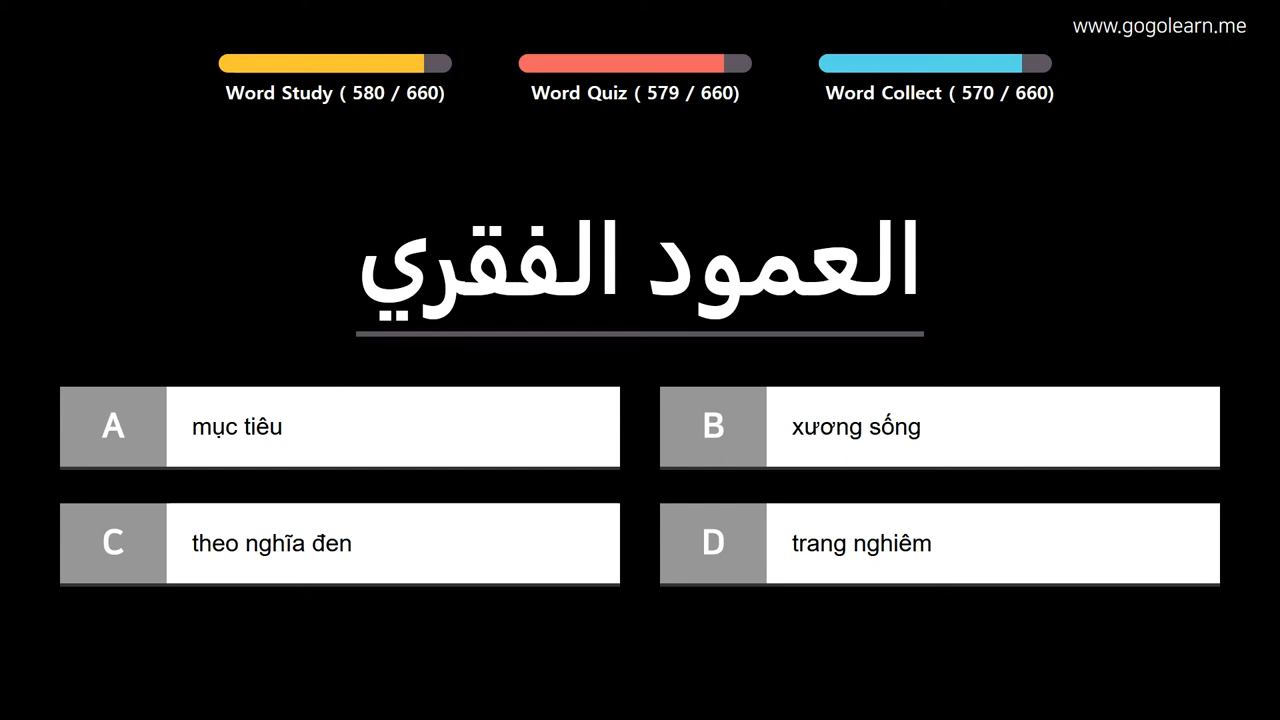 www.gogolearn.me
Word Study ( 580 / 660)
Word Quiz ( 579 / 660)
Word Collect ( 570 / 660)
العمود الفقري
A
mục tiêu
B
xương sống
C
theo nghĩa đen
D
trang nghiêm